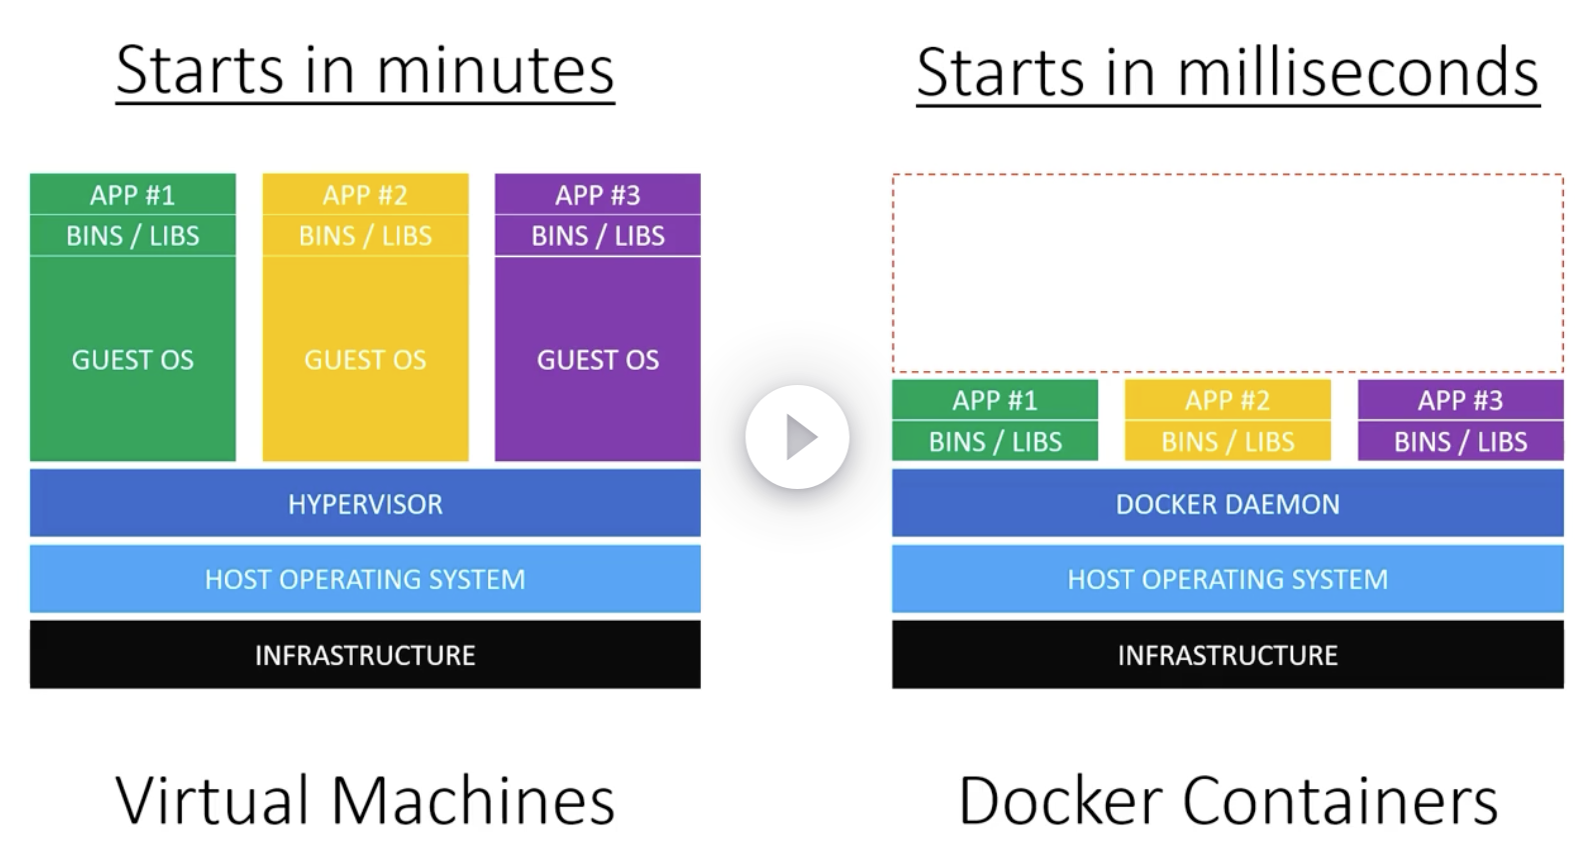 Starts in minutes
APP #1
APP #2
APP #3
BINS / LIBS
BINS / LIBS
BINS / LIBS
GUEST OS
GUEST OS
GUEST OS
HYPERVISOR
HOST OPERATING SYSTEM
INFRASTRUCTURE
Virtual Machines
Starts in milliseconds
APP #1
APP #2
APP #3
BINS / LIBS
BINS / LIBS
BINS / LIBS
DOCKER DAEMON
HOST OPERATING SYSTEM
INFRASTRUCTURE
Docker Containers